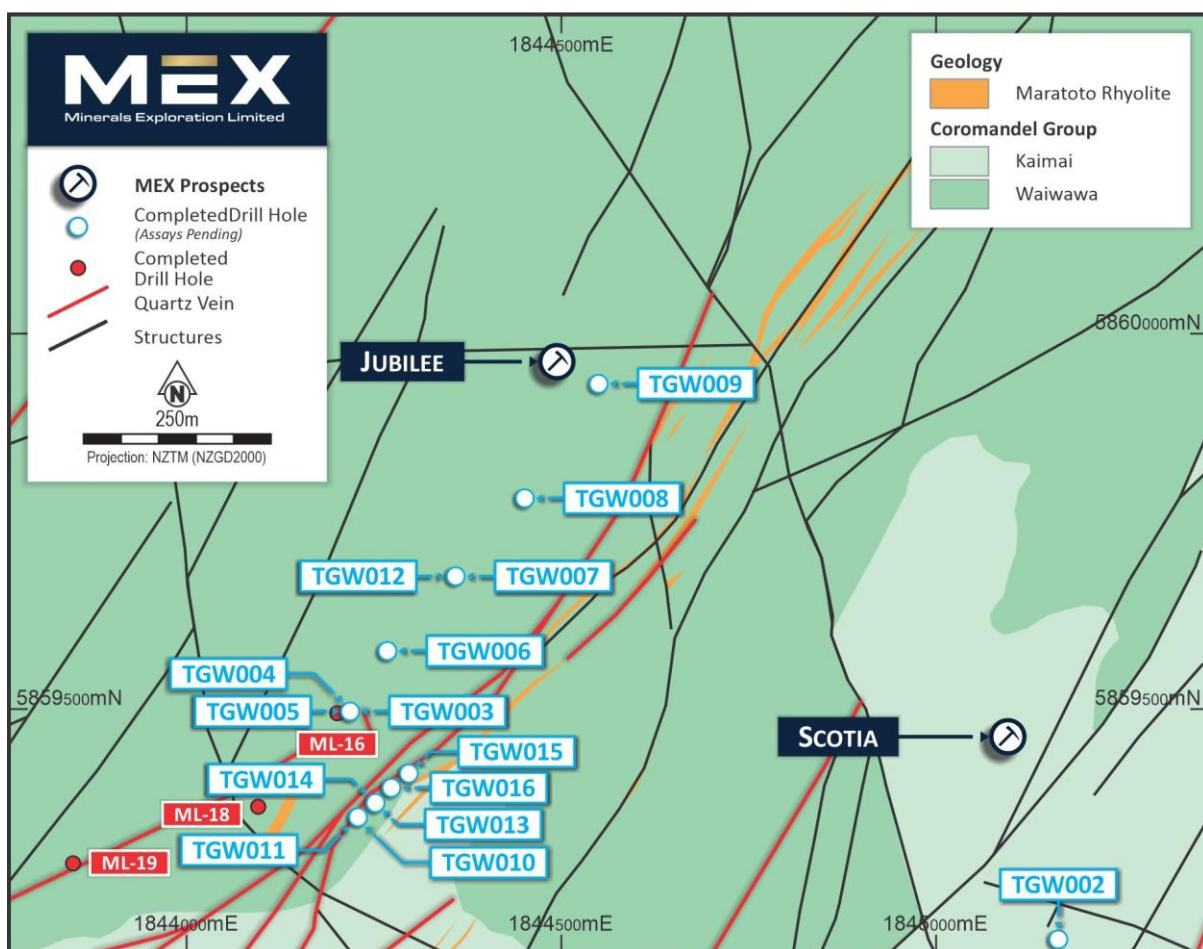 MEX
Minerals Exploration Limited
MEX Prospects
CompletedDrill Hole
(Assays Pending)
Completed
Drill Hole
Quartz Vein
Structures
N
250m
Projection: NZTM (NZGD2000)
1844500mE
Geology
Maratoto Rhyolite
Coromandel Group
Kaimai
Waiwawa
5860000mN
JUBILEE
TGW009
TGW008
TGW012
TGW007
TGW006
TGW004
5859500mN
5859500mN
TGW005
TGW003
ML-16
SCOTIA
TGW015
TGW014
TGW016
ML-18
TGW013
TGW011
TGW010
ML-19
TGW002
1844000mE
1844500mE
1845000mE